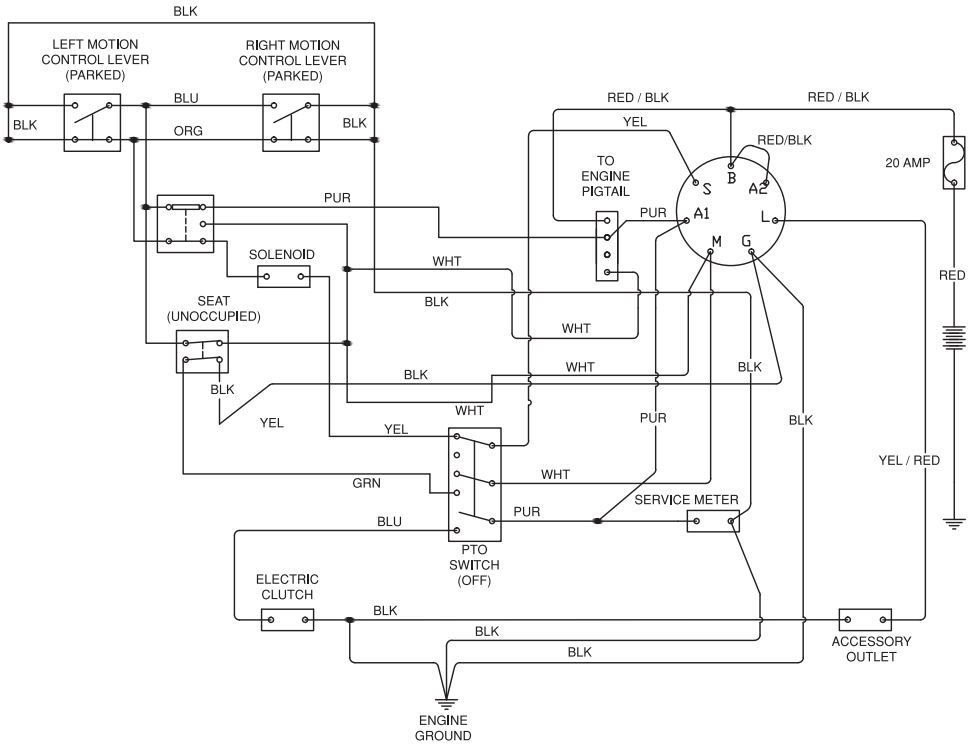 BLK
LEFT MOTION
CONTROL LEVER
(PARKED)
RIGHT MOTION
CONTROL LEVER
(PARKED)
BLK
BLU
ORG
BLK
RED / BLK
RED / BLK
YEL
RED/BLK
20 AMP
TO
ENGINE
PIGTAIL
S
B
A2
A1
L
M
G
PUR
PUR
SOLENOID
WHT
BLK
RED
SEAT
(UNOCCUPIED)
WHT
BLK
WHT
BLK
BLK
YEL
WHT
PUR
BLK
YEL
YEL / RED
GRN
WHT
SERVICE METER
BLU
PUR
PTO
SWITCH
(OFF)
ELECTRIC
CLUTCH
BLK
BLK
BLK
ACCESSORY
OUTLET
ENGINE
GROUND